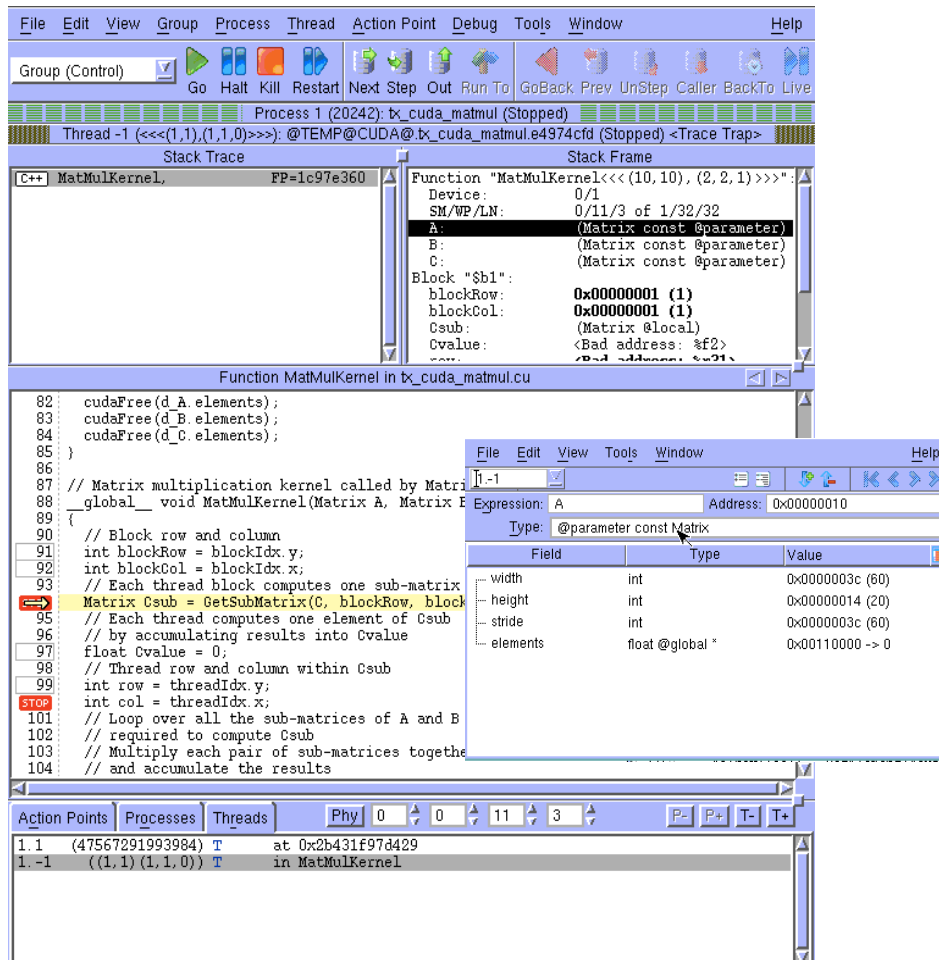 File Edit View Group Process Thread Action Point Debug Tools Window Help
Group (Control)
Go Halt Kill Restart Next Step Out Run To GoBack Prev UnStep Caller BackTo Live
Process 1 (20242): tx_cuda_matmul (Stopped)
Thread -1 (<<<(1,1),(1,1,0)>>>): @TEMP@CUDA@.tx_cuda_matmul.e4974cfd (Stopped) <Trace Trap>
Stack Trace
C++ MatMulKernel, FP=1c97e360
Stack Frame
Function "MatMulKernel<<<(10,10),(2,2,1)>>>":
Device: 0/1
SM/WP/LN: 0/11/3 of 1/32/32
A: (Matrix const @parameter)
B: (Matrix const @parameter)
C: (Matrix const @parameter)
Block "$b1":
blockRow: 0x00000001 (1)
blockCol: 0x00000001 (1)
Csub: (Matrix @local)
Cvalue: <Bad address: %f2>
Function MatMulKernel in tx_cuda_matmul.cu
82 cudaFree(d_A.elements);
83 cudaFree(d_B.elements);
84 cudaFree(d_C.elements);
85 }
86
87 // Matrix multiplication kernel called by Matri
88 __global__ void MatMulKernel(Matrix A, Matrix B
89 {
90 // Block row and column
91 int blockRow = blockIdx.y;
92 int blockCol = blockIdx.x;
93 // Each thread block computes one sub-matrix
Matrix Csub = GetSubMatrix(C, blockRow, block
95 // Each thread computes one element of Csub
96 // by accumulating results into Cvalue
97 float Cvalue = 0;
98 // Thread row and column within Csub
99 int row = threadIdx.y;
STOP int col = threadIdx.x;
101 // Loop over all the sub-matrices of A and B
102 // required to compute Csub
103 // Multiply each pair of sub-matrices togethe
104 // and accumulate the results
File Edit View Tools Window Help
1.-1
Expression: A Address: 0x00000010
Type: @parameter const Matrix
Field Type Value
width int 0x0000003c (60)
height int 0x00000014 (20)
stride int 0x0000003c (60)
elements float @global * 0x00110000 -> 0
Action Points Processes Threads Phy 0 0 11 3 P- P+ T- T+
1.1 (47567291993984) T at 0x2b431f97d429
1.-1 ((1,1)(1,1,0)) T in MatMulKernel